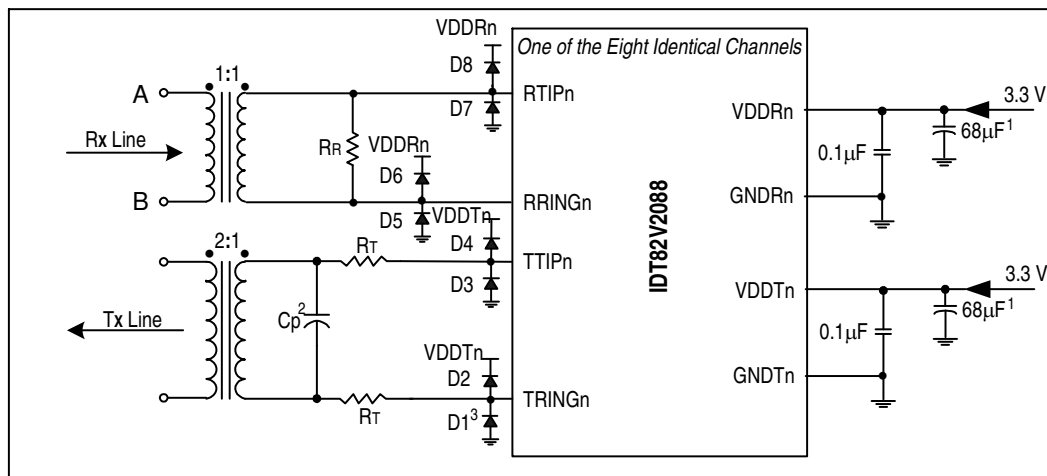 One of the Eight Identical Channels
VDDRn
D8
1:1
A
RTIPn
D7
VDDRn
3.3 V
68µF1
0.1µF
Rx Line
RR
VDDRn
D6
B
RRINGn
GNDRn
D5
VDDTn
D4
2:1
RT
TTIPn
D3
IDT82V2088
VDDTn
3.3 V
68µF1
0.1µF
Tx Line
Cp2
VDDTn
D2
GNDTn
TRINGn
RT
D13